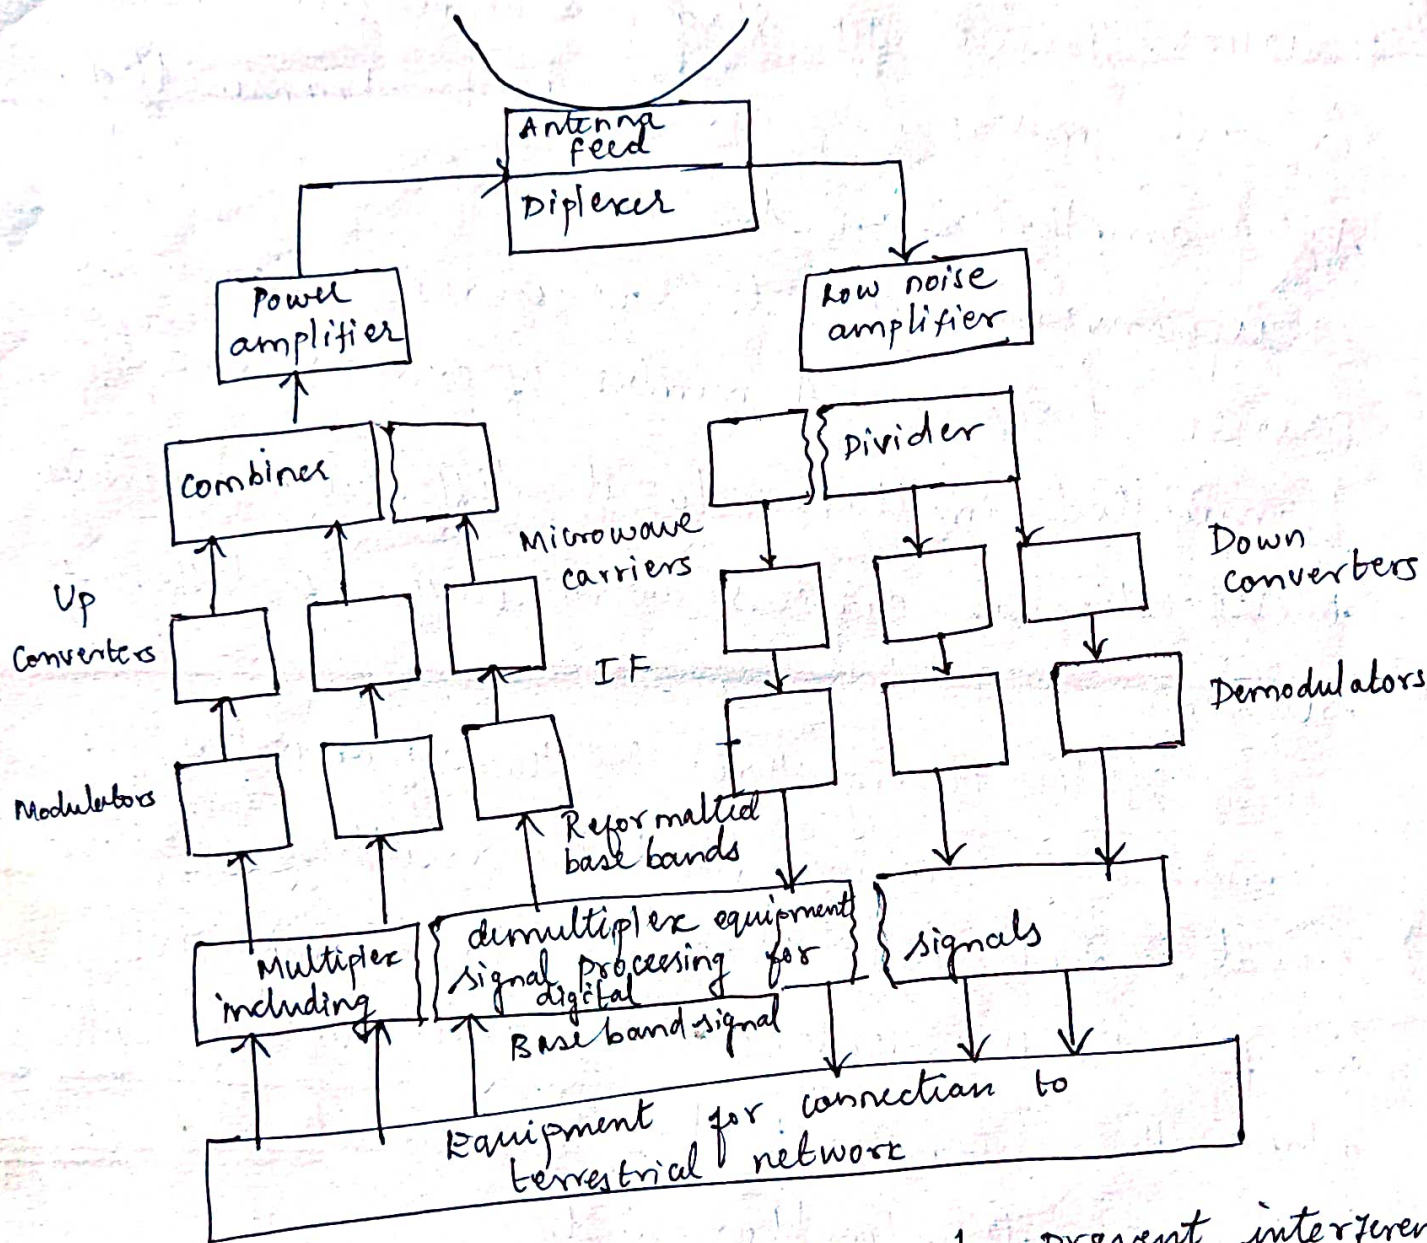 Antenna
feed
Diplexer
Power
amplifier
Low noise
amplifier
Combiner
Divider
Microwave
carriers
Up
Converters
Down
converters
IF
Modulators
Demodulators
Reformatted
base bands
Multiplex
including
demultiplex equipment
signal processing for
digital
signals
Base band signal
Equipment for connection to
terrestrial network
prevent